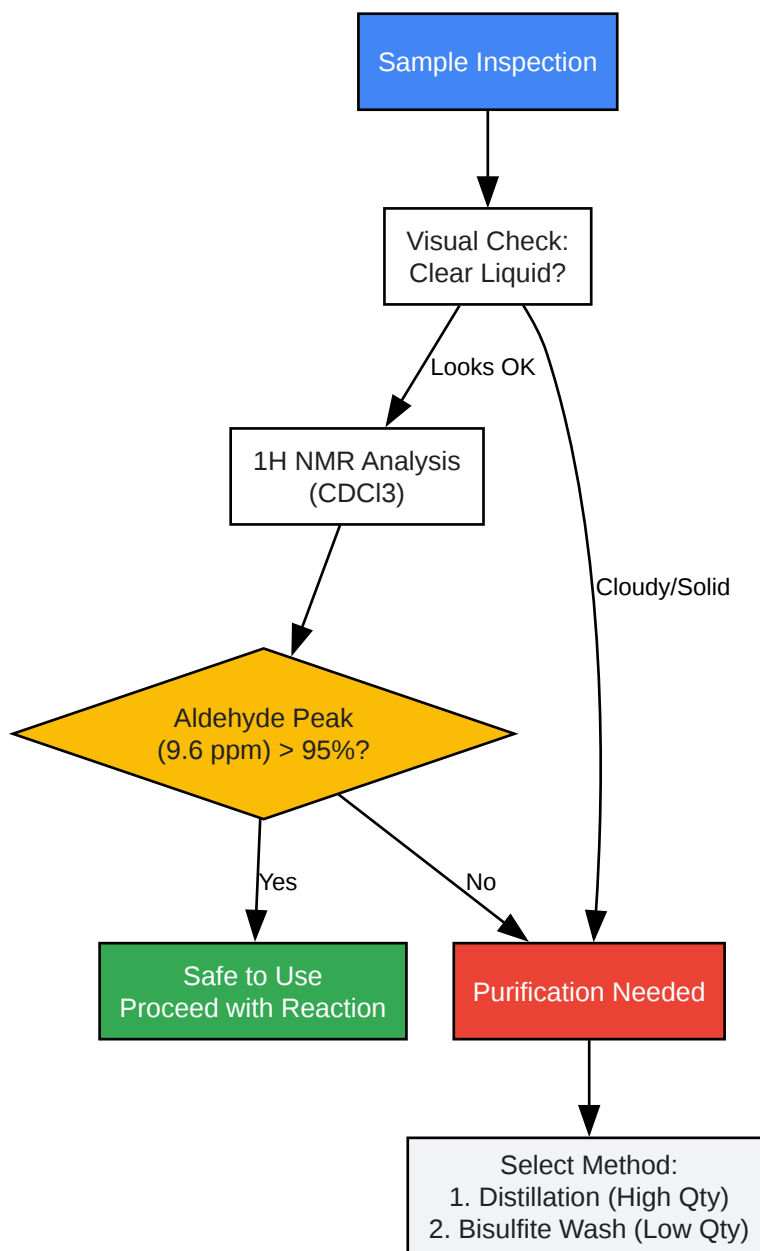 Sample Inspection
Visual Check:
Clear Liquid?
Looks OK
1H NMR Analysis
(CDCl3)
Cloudy/Solid
Aldehyde Peak
(9.6 ppm) > 95%?
Yes
No
Safe to Use
Proceed with Reaction
Purification Needed
Select Method:
1. Distillation (High Qty)
2. Bisulfite Wash (Low Qty)